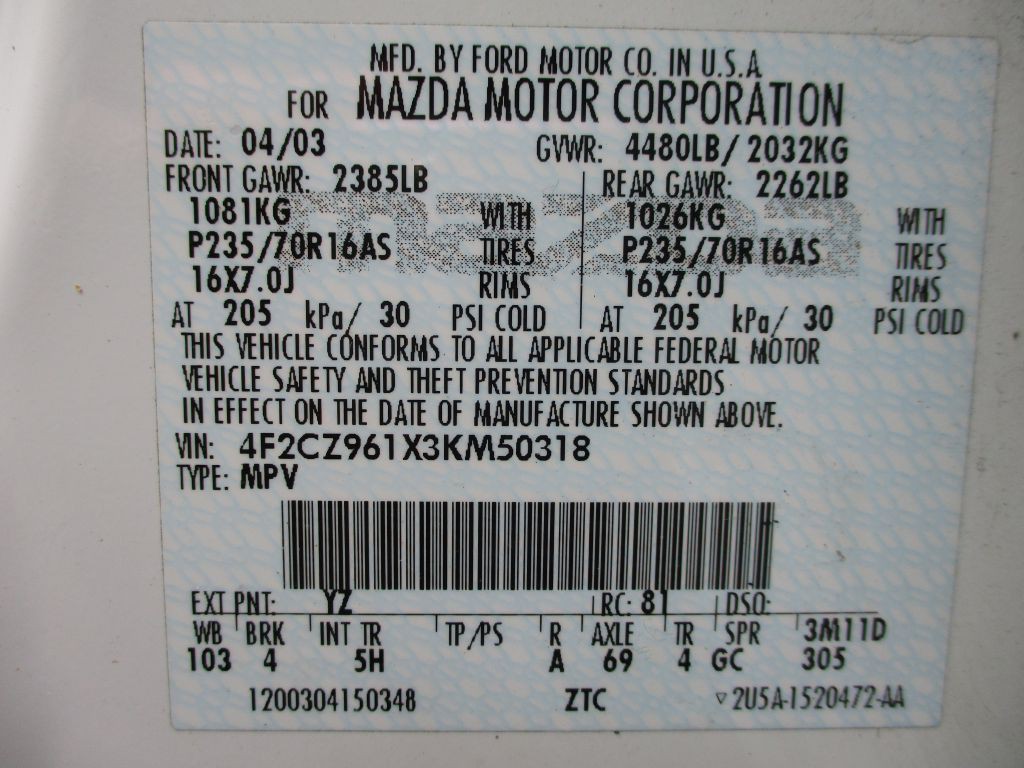 MFD. BY FORD MOTOR CO. IN U.S.A
FOR MAZDA MOTOR CORPORATION
DATE: 04/03 GVWR: 4480LB/ 2032KG
FRONT GAWR: 2385LB REAR GAWR: 2262LB
1081KG WITH 1026KG WITH
P235/70R16AS TIRES P235/70R16AS TIRES
16X7.0J RIMS 16X7.0J RIMS
AT 205 kPa/ 30 PSI COLD AT 205 kPa/ 30 PSI COLD
THIS VEHICLE CONFORMS TO ALL APPLICABLE FEDERAL MOTOR
VEHICLE SAFETY AND THEFT PREVENTION STANDARDS
IN EFFECT ON THE DATE OF MANUFACTURE SHOWN ABOVE.
VIN: 4F2CZ961X3KM50318
TYPE: MPV
EXT PNT: YZ RC: 81 DSO:
WB BRK INT TR TP/PS R AXLE TR SPR 3M11D
103 4 5H A 69 4 GC 305
1200304150348 ZTC ▿2U5A-1520472-AA